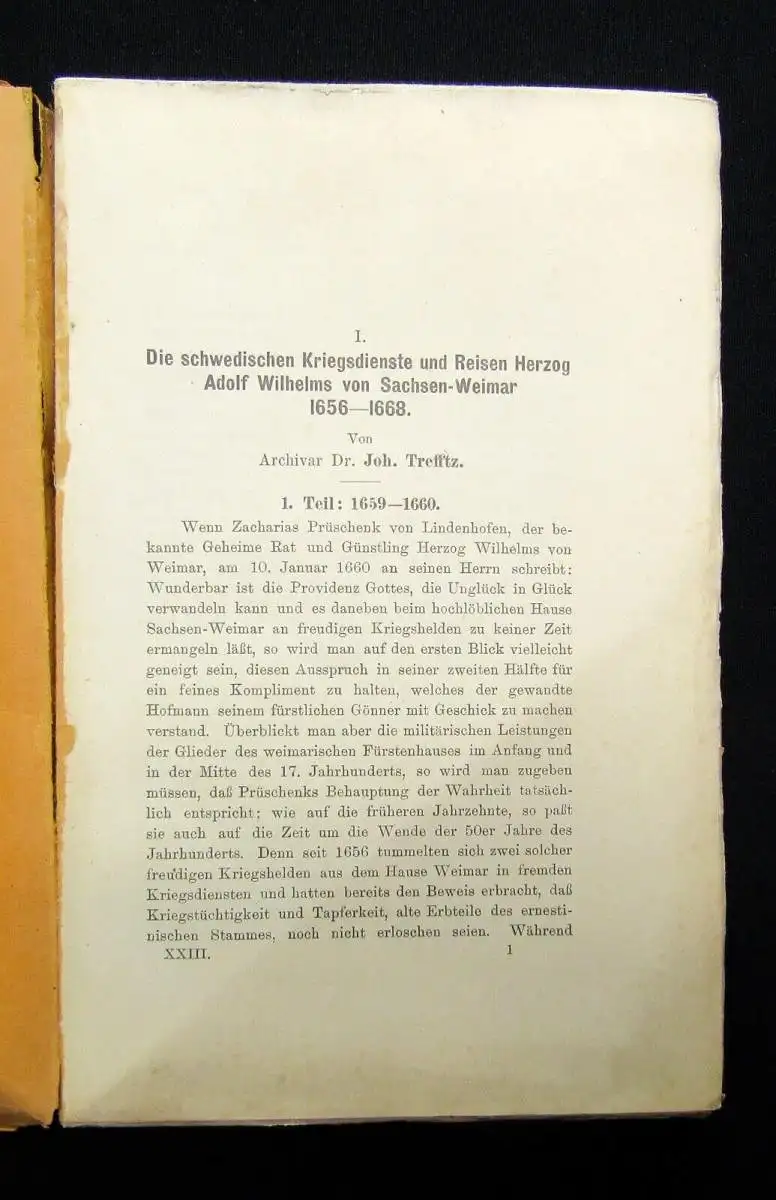 I.
Die schwedischen Kriegsdienste und Reisen Herzog
Adolf Wilhelms von Sachsen-Weimar
1656—1668.
Von
Archivar Dr. Joh. Trefftz.
1. Teil: 1659—1660.
Wenn Zacharias Prüschenk von Lindenhofen, der be-
kannte Geheime Rat und Günstling Herzog Wilhelms von
Weimar, am 10. Januar 1660 an seinen Herrn schreibt:
Wunderbar ist die Providenz Gottes, die Unglück in Glück
verwandeln kann und es daneben beim hochlöblichen Hause
Sachsen-Weimar an freudigen Kriegshelden zu keiner Zeit
ermangeln läßt, so wird man auf den ersten Blick vielleicht
geneigt sein, diesen Ausspruch in seiner zweiten Hälfte für
ein feines Kompliment zu halten, welches der gewandte
Hofmann seinem fürstlichen Gönner mit Geschick zu machen
verstand. Überblickt man aber die militärischen Leistungen
der Glieder des weimarischen Fürstenhauses im Anfang und
in der Mitte des 17. Jahrhunderts, so wird man zugeben
müssen, daß Prüschenks Behauptung der Wahrheit tatsäch-
lich entspricht; wie auf die früheren Jahrzehnte, so paßt
sie auch auf die Zeit um die Wende der 50er Jahre des
Jahrhunderts. Denn seit 1656 tummelten sich zwei solcher
freudigen Kriegshelden aus dem Hause Weimar in fremden
Kriegsdiensten und hatten bereits den Beweis erbracht, daß
Kriegstüchtigkeit und Tapferkeit, alte Erbteile des ernesti-
nischen Stammes, noch nicht erloschen seien. Während
XXIII. 1